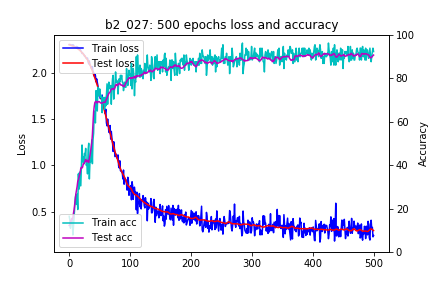 b2_027: 500 epochs loss and accuracy
Train loss
Test loss
Train acc
Test acc
Loss
2.0
1.5
1.0
0.5
Accuracy
100
80
60
40
20
0
0
100
200
300
400
500